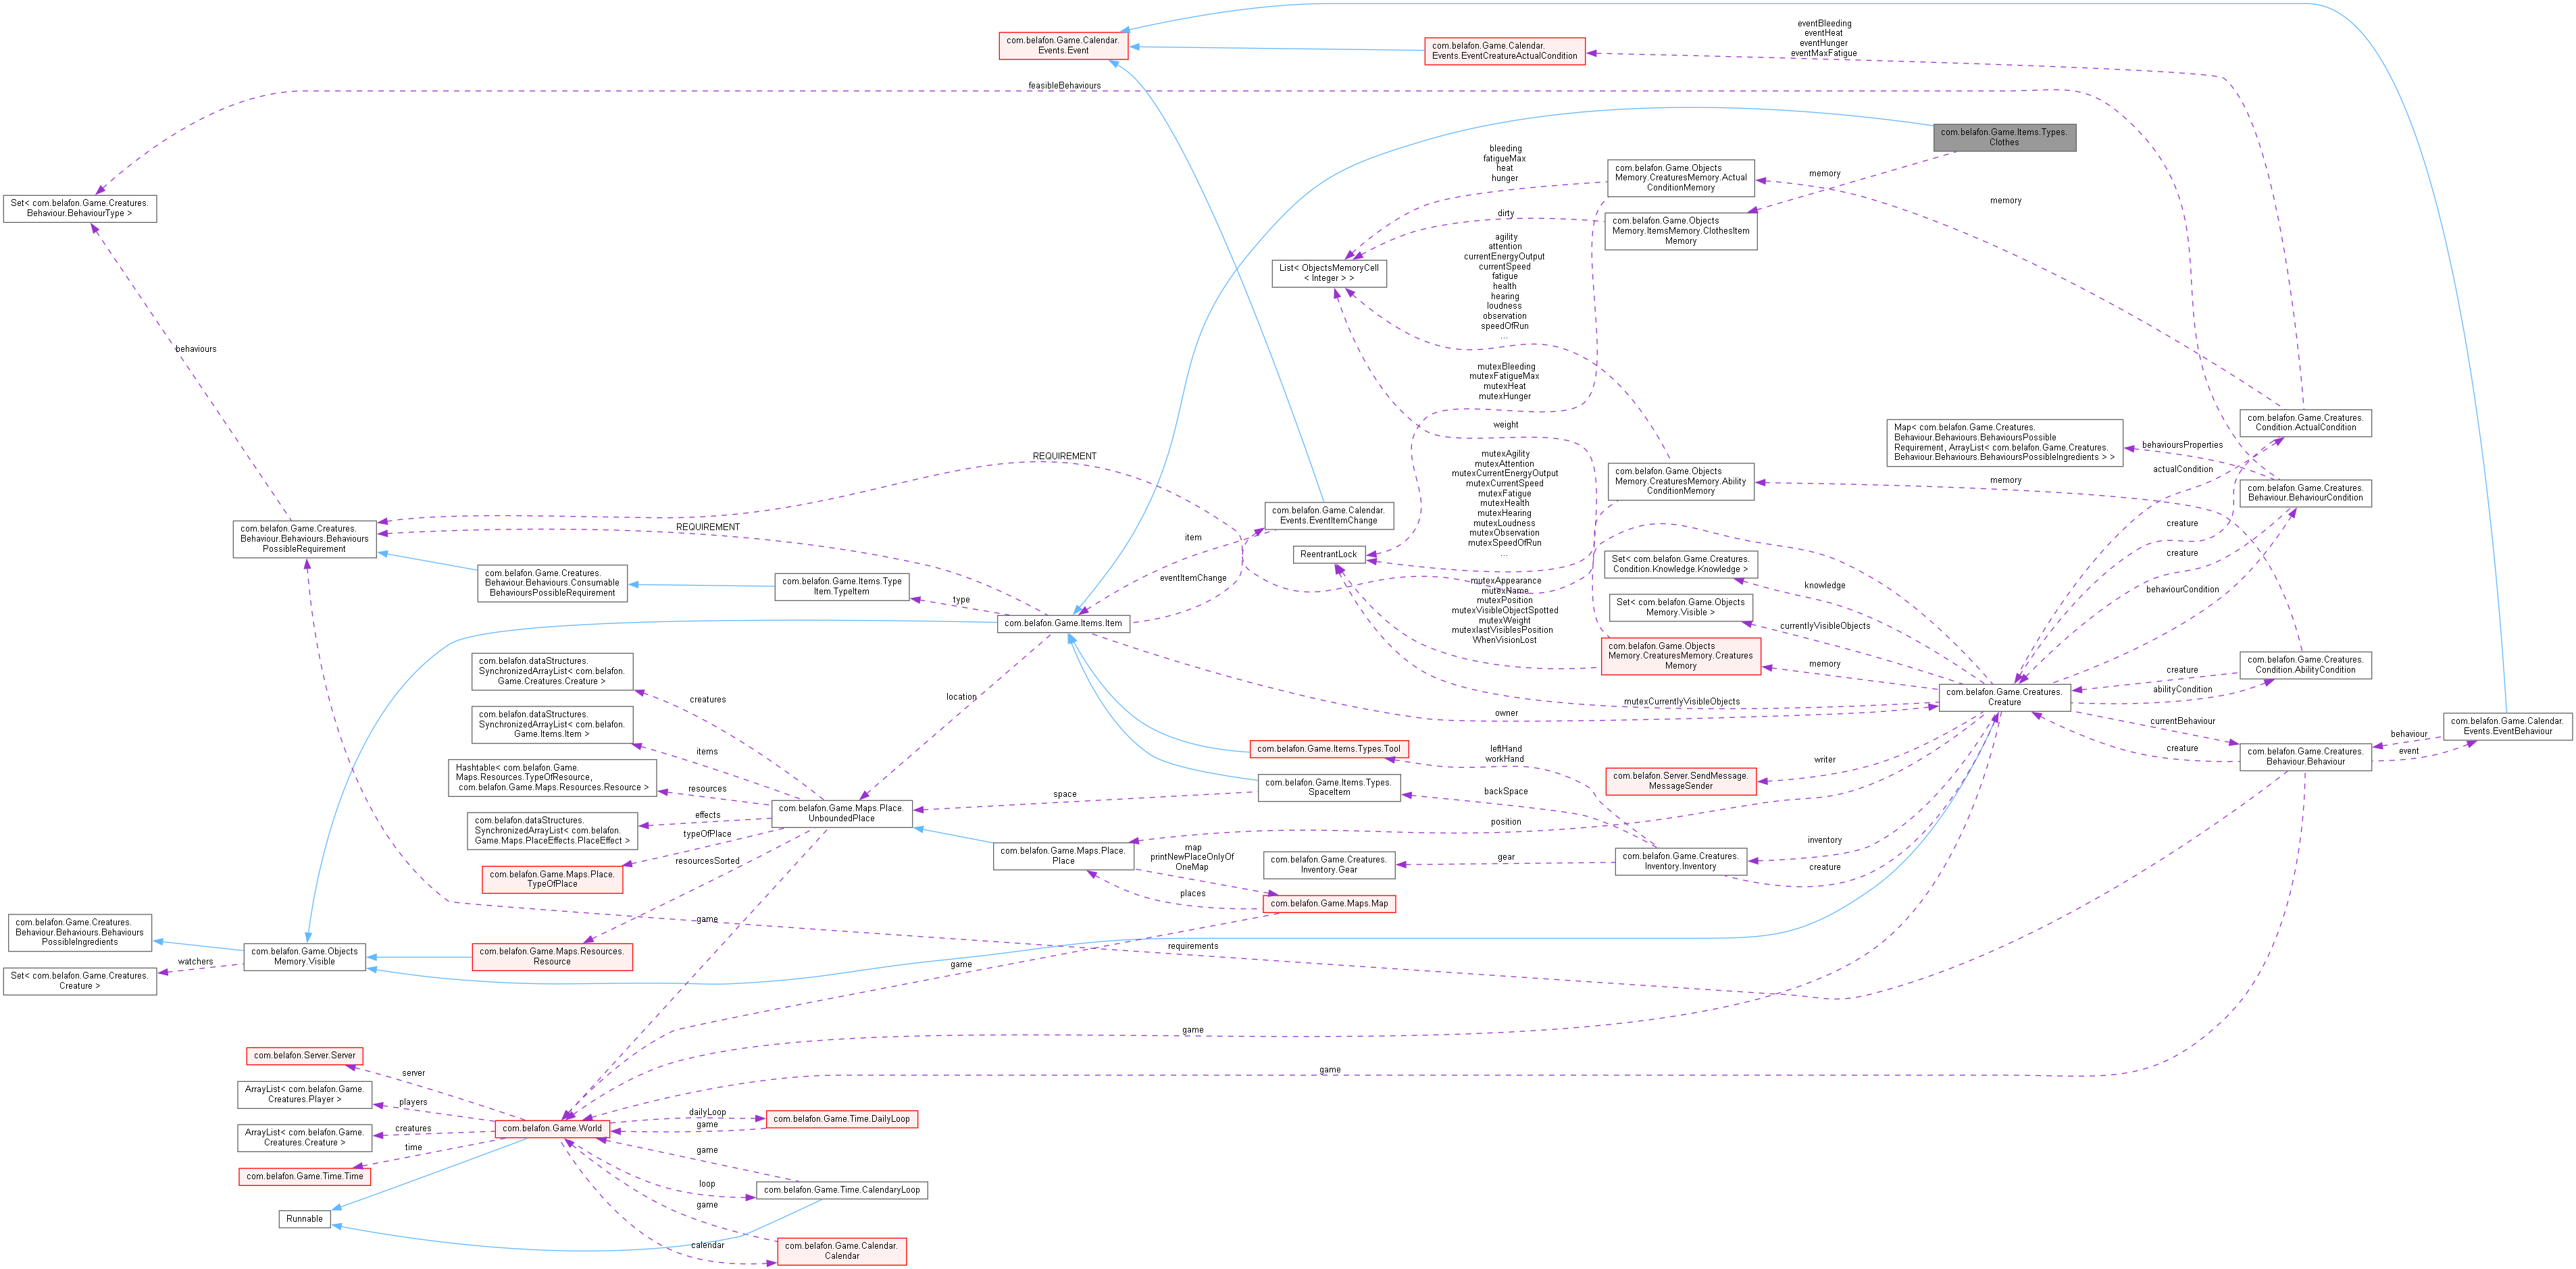 com.belafon.Game.Calendar.
Events.Event
com.belafon.Game.Calendar.
Events.EventCreatureActualCondition
eventBleeding
eventHeat
eventHunger
eventMaxFatigue
feasibleBehaviours
com.belafon.Game.Items.Types.
Clothes
bleeding
fatigueMax
heat
hunger
com.belafon.Game.Objects
Memory.CreaturesMemory.Actual
ConditionMemory
memory
memory
Set< com.belafon.Game.Creatures.
Behaviour.BehaviourType >
dirty
com.belafon.Game.Objects
Memory.ItemsMemory.ClothesItem
Memory
List< ObjectsMemoryCell
< Integer > >
agility
attention
currentEnergyOutput
currentSpeed
fatigue
health
hearing
loudness
observation
speedOfRun
...
behaviours
mutexBleeding
mutexFatigueMax
mutexHeat
mutexHunger
weight
Map< com.belafon.Game.Creatures.
Behaviour.Behaviours.BehavioursPossible
Requirement, ArrayList< com.belafon.Game.Creatures.
Behaviour.Behaviours.BehavioursPossibleIngredients > >
behavioursProperties
com.belafon.Game.Creatures.
Condition.ActualCondition
REQUIREMENT
mutexAgility
mutexAttention
mutexCurrentEnergyOutput
mutexCurrentSpeed
mutexFatigue
mutexHealth
mutexHearing
mutexLoudness
mutexObservation
mutexSpeedOfRun
...
com.belafon.Game.Objects
Memory.CreaturesMemory.Ability
ConditionMemory
actualCondition
memory
com.belafon.Game.Creatures.
Behaviour.BehaviourCondition
com.belafon.Game.Creatures.
Behaviour.Behaviours.Behaviours
PossibleRequirement
REQUIREMENT
com.belafon.Game.Calendar.
Events.EventItemChange
item
creature
ReentrantLock
Set< com.belafon.Game.Creatures.
Condition.Knowledge.Knowledge >
creature
com.belafon.Game.Creatures.
Behaviour.Behaviours.Consumable
BehavioursPossibleRequirement
com.belafon.Game.Items.Type
Item.TypeItem
eventItemChange
type
mutexAppearance
mutexName
mutexPosition
mutexVisibleObjectSpotted
mutexWeight
mutexlastVisiblesPosition
WhenVisionLost
knowledge
behaviourCondition
Set< com.belafon.Game.Objects
Memory.Visible >
currentlyVisibleObjects
com.belafon.Game.Items.Item
com.belafon.Game.Objects
Memory.CreaturesMemory.Creatures
Memory
memory
com.belafon.dataStructures.
SynchronizedArrayList< com.belafon.
Game.Creatures.Creature >
creatures
location
owner
mutexCurrentlyVisibleObjects
com.belafon.Game.Creatures.
Creature
creature
abilityCondition
com.belafon.Game.Creatures.
Condition.AbilityCondition
com.belafon.dataStructures.
SynchronizedArrayList< com.belafon.
Game.Items.Item >
items
com.belafon.Game.Items.Types.Tool
leftHand
workHand
currentBehaviour
creature
com.belafon.Game.Creatures.
Behaviour.Behaviour
behaviour
event
com.belafon.Game.Calendar.
Events.EventBehaviour
Hashtable< com.belafon.Game.
Maps.Resources.TypeOfResource,
com.belafon.Game.Maps.Resources.Resource >
resources
com.belafon.Game.Items.Types.
SpaceItem
space
backSpace
com.belafon.Server.SendMessage.
MessageSender
writer
com.belafon.dataStructures.
SynchronizedArrayList< com.belafon.
Game.Maps.PlaceEffects.PlaceEffect >
effects
typeOfPlace
com.belafon.Game.Maps.Place.
UnboundedPlace
position
com.belafon.Game.Maps.Place.
TypeOfPlace
resourcesSorted
com.belafon.Game.Maps.Place.
Place
map
printNewPlaceOnlyOf
OneMap
places
com.belafon.Game.Creatures.
Inventory.Gear
gear
com.belafon.Game.Creatures.
Inventory.Inventory
inventory
creature
com.belafon.Game.Maps.Map
com.belafon.Game.Creatures.
Behaviour.Behaviours.Behaviours
PossibleIngredients
watchers
Set< com.belafon.Game.Creatures.
Creature >
com.belafon.Game.Objects
Memory.Visible
com.belafon.Game.Maps.Resources.
Resource
game
game
requirements
game
game
com.belafon.Server.Server
server
ArrayList< com.belafon.Game.
Creatures.Player >
players
ArrayList< com.belafon.Game.
Creatures.Creature >
creatures
com.belafon.Game.Time.Time
time
com.belafon.Game.World
dailyLoop
game
com.belafon.Game.Time.DailyLoop
game
loop
com.belafon.Game.Time.CalendaryLoop
Runnable
game
calendar
com.belafon.Game.Calendar.
Calendar